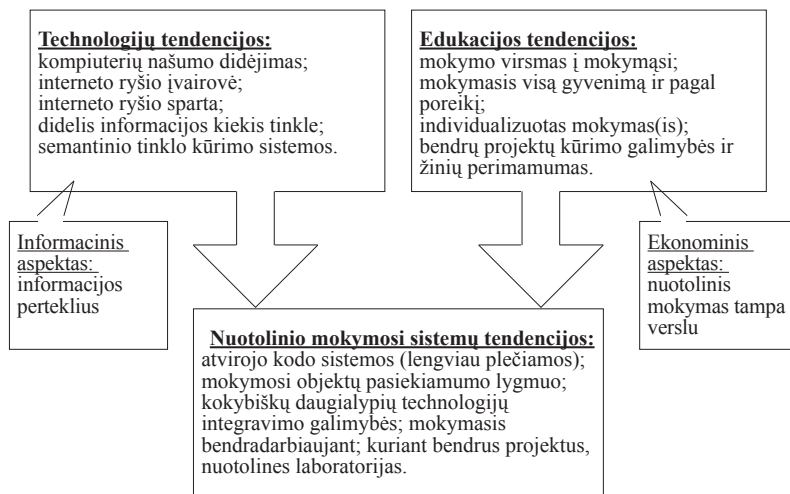 Technologijų tendencijos:
kompiuterių našumo didėjimas;
interneto ryšio įvairovė;
interneto ryšio sparta;
didelis informacijos kiekis tinkle;
semantinio tinklo kūrimo sistemos.
Edukacijos tendencijos:
mokymo virsmas į mokymąsi;
mokymasis visą gyvenimą ir pagal
poreikį;
individualizuotas mokymas(is);
bendrų projektų kūrimo galimybės ir
žinių perimamumas.
Informacinis
aspektas:
informacijos
perteklius
Ekonominis
aspektas:
nuotolinis
mokymas tampa
verslu
Nuotolinio mokymosi sistemų tendencijos:
atvirojo kodo sistemos (lengviau plečiamos);
mokymosi objektų pasiekiamumo lygmuo;
kokybiškų daugialypių technologijų
integravimo galimybės; mokymasis
bendradarbiaujant; kuriant bendrus projektus,
nuotolines laboratorijas.